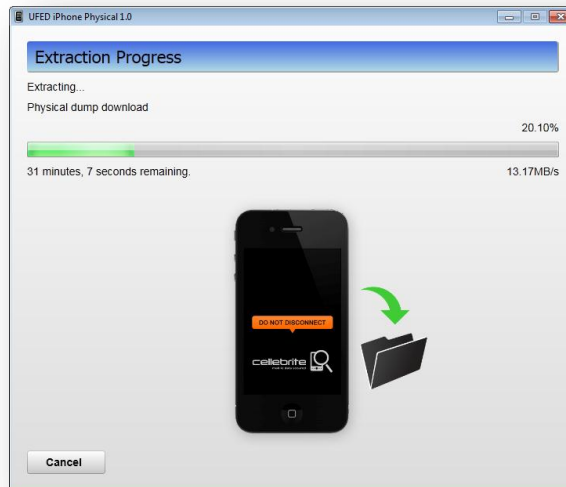 UFED iPhone Physical 1.0
Extraction Progress
Extracting...
Physical dump download
20.10%
31 minutes, 7 seconds remaining.
13.17MB/s
DO NOT DISCONNECT
cellebrite
Cancel